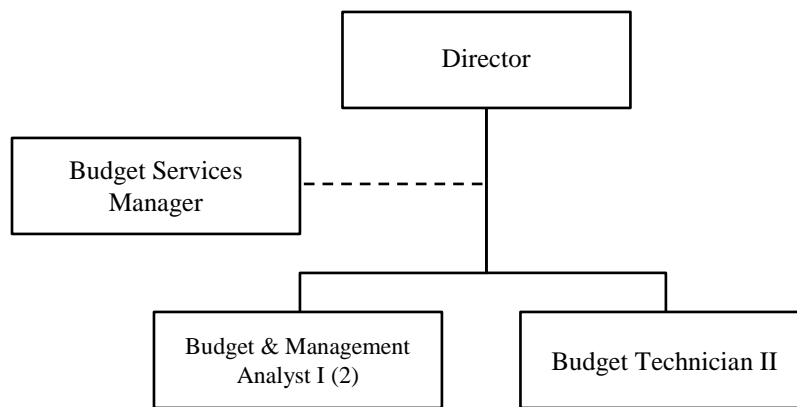 Director
Budget Services
Manager
Budget & Management
Analyst I (2)
Budget Technician II